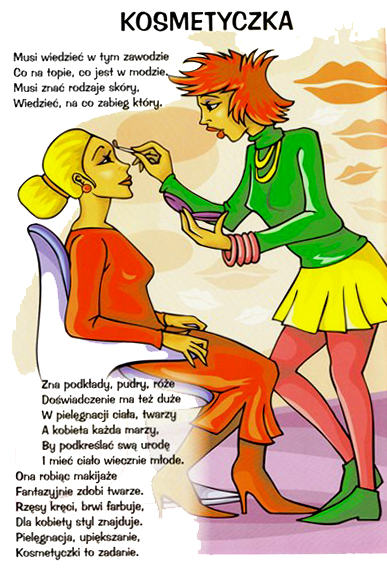 KOSMETYCZKA
Musi wiedzieć w tym zawodzie
Co na topie, co jest w modzie.
Musi znać rodzaje skóry,
Wiedzieć, na co zabieg który.
Zna podkłady, pudry, róże
Doświadczenie ma też duże
W pielęgnacji ciała, twarzy
A kobieta każda marzy,
By podkreślać swą urodę
I mieć ciało wiecznie młode.
Ona robiąc makijaże
Fantazyjnie zdobi twarze.
Rzęsy kręci, brwi farbuje,
Dla kobiety styl znajduje.
Pielęgnacja, upiększanie,
Kosmetyczki to zadanie.